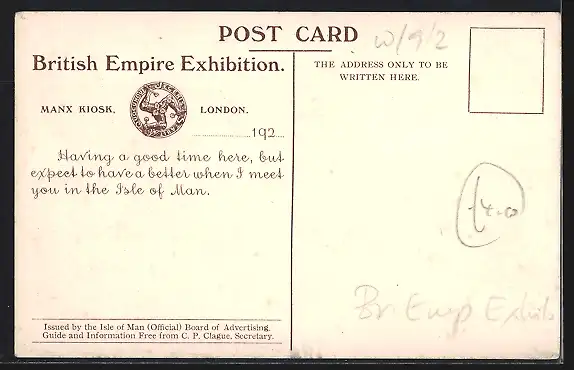 POST CARD
British Empire Exhibition.
MANX KIOSK. LONDON.
192
Having a good time here, but
expect to have a better when I meet
you in the Isle of Man.
Issued by the Isle of Man (Official) Board of Advertising.
Guide and Information Free from C. P. Clague, Secretary.
THE ADDRESS ONLY TO BE
WRITTEN HERE.
W/9/2
Br Emp Exhib